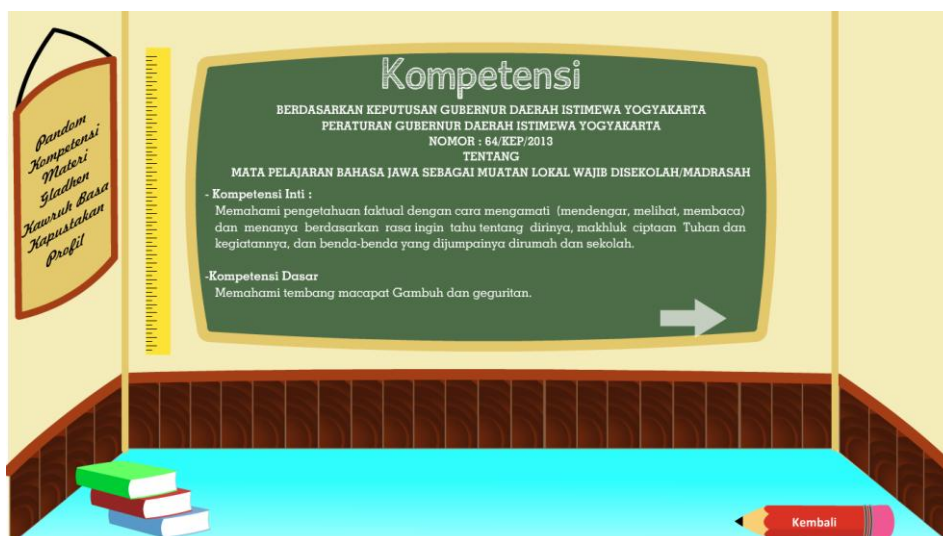 Pandom
Kompetensi
Materi
Gladhen
Kawruh Basa
Kapustakan
Profil
Kompetensi
BERDASARKAN KEPUTUSAN GUBERNUR DAERAH ISTIMEWA YOGYAKARTA
PERATURAN GUBERNUR DAERAH ISTIMEWA YOGYAKARTA
NOMOR : 64/KEP/2013
TENTANG
MATA PELAJARAN BAHASA JAWA SEBAGAI MUATAN LOKAL WAJIB DISEKOLAH/MADRASAH
- Kompetensi Inti :
Memahami pengetahuan faktual dengan cara mengamati (mendengar, melihat, membaca)
dan menanya berdasarkan rasa ingin tahu tentang dirinya, makhluk ciptaan Tuhan dan
kegiatannya, dan benda-benda yang dijumpainya dirumah dan sekolah.
-Kompetensi Dasar
Memahami tembang macapat Gambuh dan geguritan.
Kembali